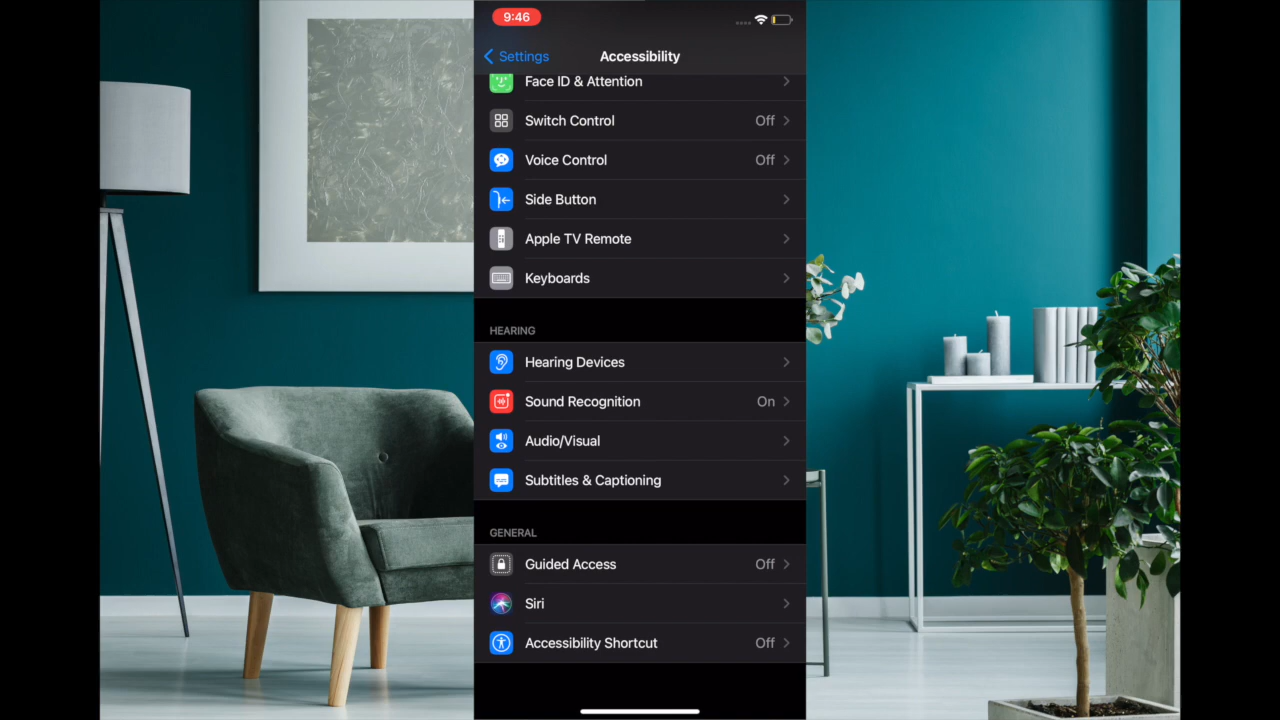 9:46
Settings
Accessibility
Face ID & Attention
Switch Control Off
Voice Control Off
Side Button
Apple TV Remote
Keyboards
HEARING
Hearing Devices
Sound Recognition On
Audio/Visual
Subtitles & Captioning
GENERAL
Guided Access Off
Siri
Accessibility Shortcut Off